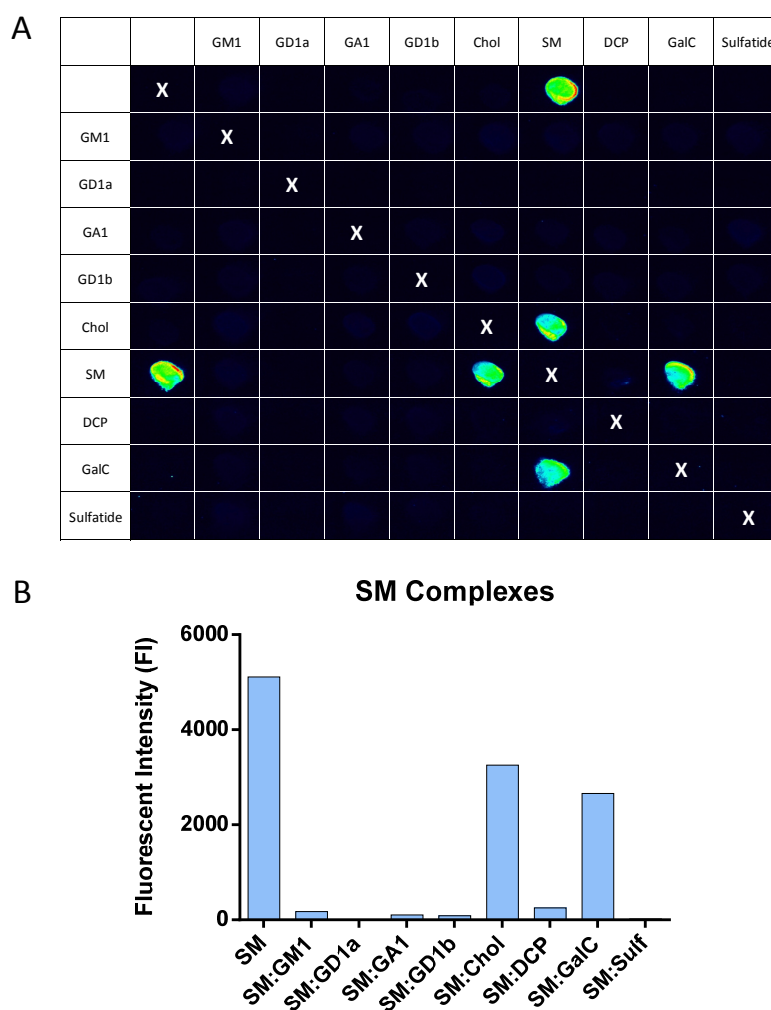 A
GM1 GD1a GA1 GD1b Chol SM DCP GalC Sulfatide
X
GM1 X
GD1a X
GA1 X
GD1b X
Chol X
SM X
DCP X
GalC X
Sulfatide X
B
SM Complexes
Fluorescent Intensity (FI)
6000
4000
2000
0
SM
SM:GM1
SM:GD1a
SM:GA1
SM:GD1b
SM:Chol
SM:DCP
SM:GalC
SM:Sulf